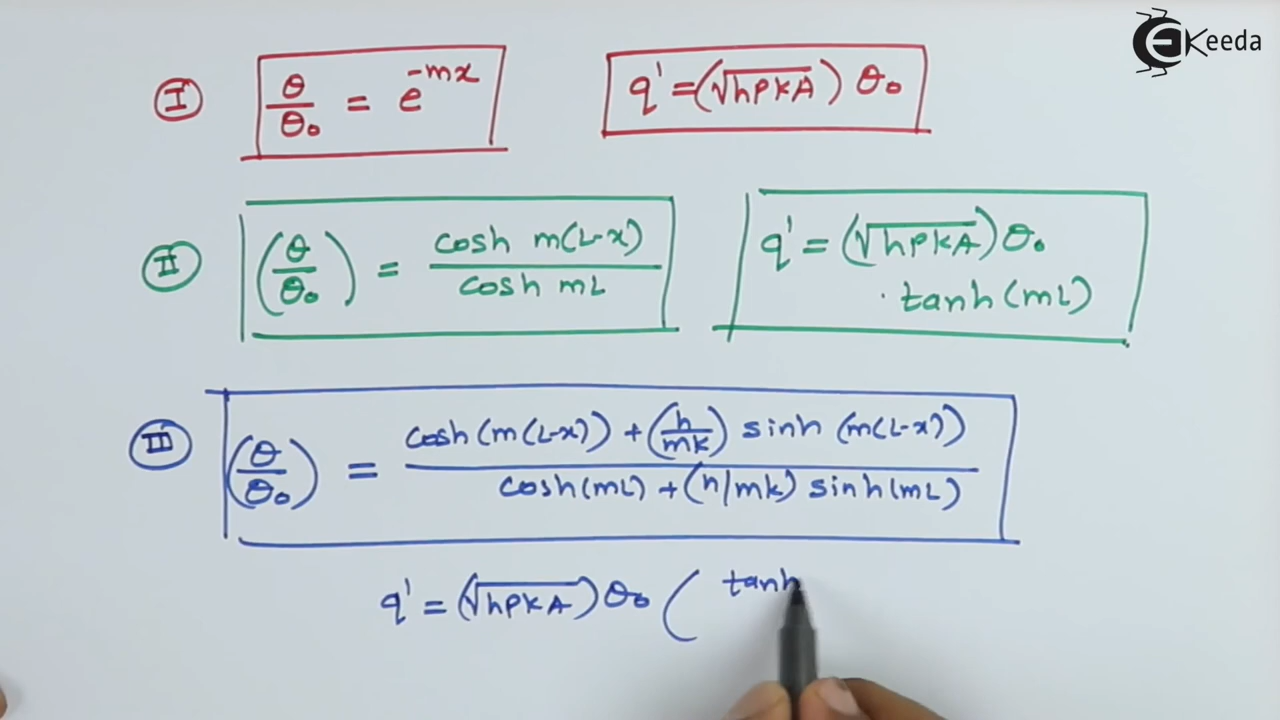 EKeeda
I θ/θ₀ = e^(-mx) q' = (√hPKA) θ₀
II (θ/θ₀) = cosh m(L-x) / cosh mL q' = (√hPKA) θ₀
· tanh(mL)
III (θ/θ₀) = cosh(m(L-x)) + (h/mk) sinh (m(L-x)) / cosh(mL) + (h/mk) sinh(mL)
q' = (√hPKA) θ₀ ( tanh